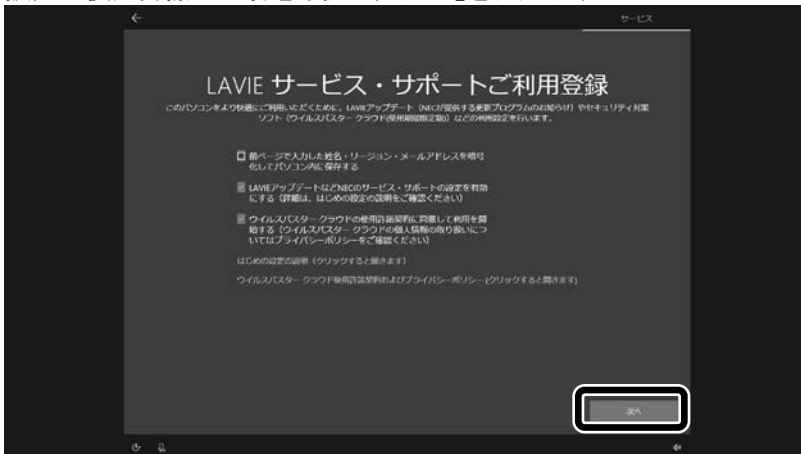 サービス
LAVIE サービス・サポートご利用登録
このパソコンをより快適にご利用いただくために、LAVIEアップデート（NECが提供する更新プログラムのお知らせ）やセキュリティ対策
ソフト（ウイルスバスター クラウド使用期間限定版）などの利用設定を行います。
前ページで入力した姓名・リージョン・メールアドレスを暗号
化してパソコン内に保存する
LAVIEアップデートなどNECのサービス・サポートの設定を有効
にする（詳細は、はじめの設定の説明をご確認ください）
ウイルスバスター クラウドの使用許諾契約に同意して利用を開
始する（ウイルスバスター クラウドの個人情報の取り扱いにつ
いてはプライバシーポリシーをご確認ください）
はじめの設定の説明（クリックすると開きます）
ウイルスバスター クラウド使用許諾契約およびプライバシーポリシー（クリックすると開きます）
次へ